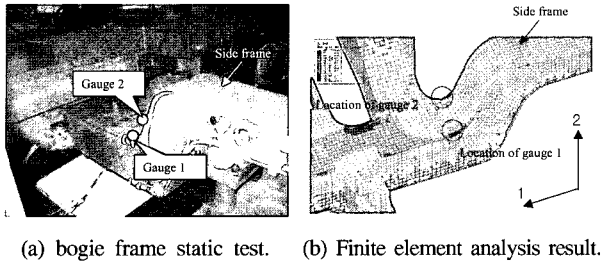 Side frame
Gauge 2
Gauge 1
Side frame
Location of gauge 2
Location of gauge 1
2
1
(a) bogie frame static test.
(b) Finite element analysis result.